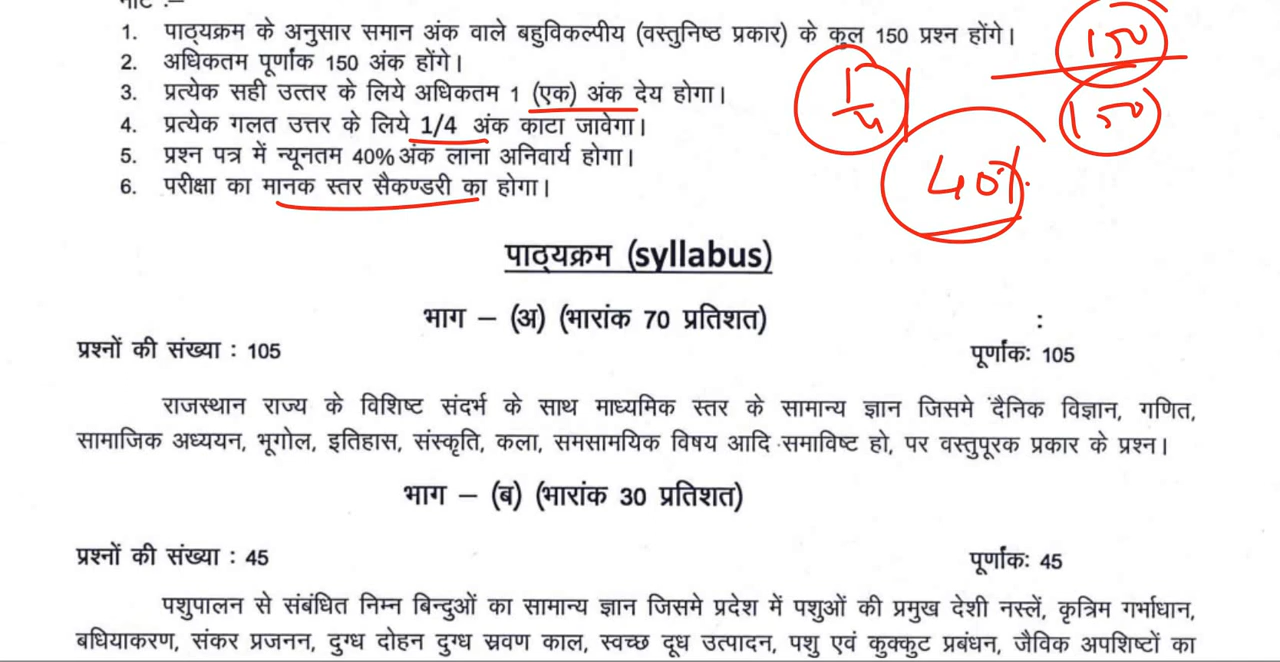 नोट :–
1. पाठ्यक्रम के अनुसार समान अंक वाले बहुविकल्पीय (वस्तुनिष्ठ प्रकार) के कुल 150 प्रश्न होंगे।
150
2. अधिकतम पूर्णांक 150 अंक होंगे।
3. प्रत्येक सही उत्तर के लिये अधिकतम 1 (एक) अंक देय होगा।
1/4
150
4. प्रत्येक गलत उत्तर के लिये 1/4 अंक काटा जावेगा।
5. प्रश्न पत्र में न्यूनतम 40% अंक लाना अनिवार्य होगा।
40%
6. परीक्षा का मानक स्तर सैकण्डरी का होगा।
पाठ्यक्रम (syllabus)
भाग – (अ) (भारांक 70 प्रतिशत) :
प्रश्नों की संख्या : 105 पूर्णांकः 105
राजस्थान राज्य के विशिष्ट संदर्भ के साथ माध्यमिक स्तर के सामान्य ज्ञान जिसमे दैनिक विज्ञान, गणित,
सामाजिक अध्ययन, भूगोल, इतिहास, संस्कृति, कला, समसामयिक विषय आदि समाविष्ट हो, पर वस्तुपूरक प्रकार के प्रश्न।
भाग – (ब) (भारांक 30 प्रतिशत)
प्रश्नों की संख्या : 45 पूर्णांकः 45
पशुपालन से संबंधित निम्न बिन्दुओं का सामान्य ज्ञान जिसमे प्रदेश में पशुओं की प्रमुख देशी नस्लें, कृत्रिम गर्भाधान,
बधियाकरण, संकर प्रजनन, दुग्ध दोहन दुग्ध स्रवण काल, स्वच्छ दूध उत्पादन, पशु एवं कुक्कुट प्रबंधन, जैविक अपशिष्टों का